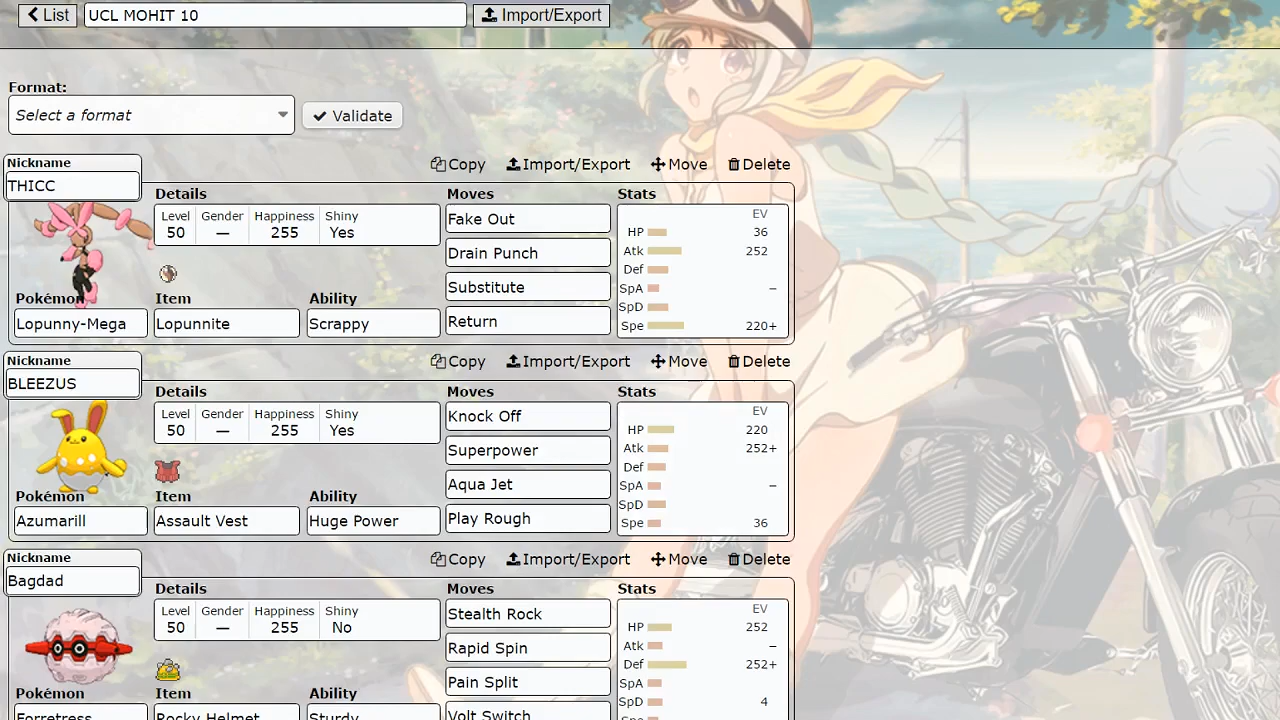 List
UCL MOHIT 10
Import/Export
Format:
Select a format
Validate
Nickname
THICC
Copy Import/Export Move Delete
Details
Level Gender Happiness Shiny
50 — 255 Yes
Pokémon Item Ability
Lopunny-Mega Lopunnite Scrappy
Moves
Fake Out
Drain Punch
Substitute
Return
Stats
EV
HP 36
Atk 252
Def
SpA –
SpD
Spe 220+
Nickname
BLEEZUS
Copy Import/Export Move Delete
Details
Level Gender Happiness Shiny
50 — 255 Yes
Pokémon Item Ability
Azumarill Assault Vest Huge Power
Moves
Knock Off
Superpower
Aqua Jet
Play Rough
Stats
EV
HP 220
Atk 252+
Def
SpA –
SpD
Spe 36
Nickname
Bagdad
Copy Import/Export Move Delete
Details
Level Gender Happiness Shiny
50 — 255 No
Pokémon Item Ability
Forretress Rocky Helmet Sturdy
Moves
Stealth Rock
Rapid Spin
Pain Split
Volt Switch
Stats
EV
HP 252
Atk –
Def 252+
SpA
SpD 4
Spe